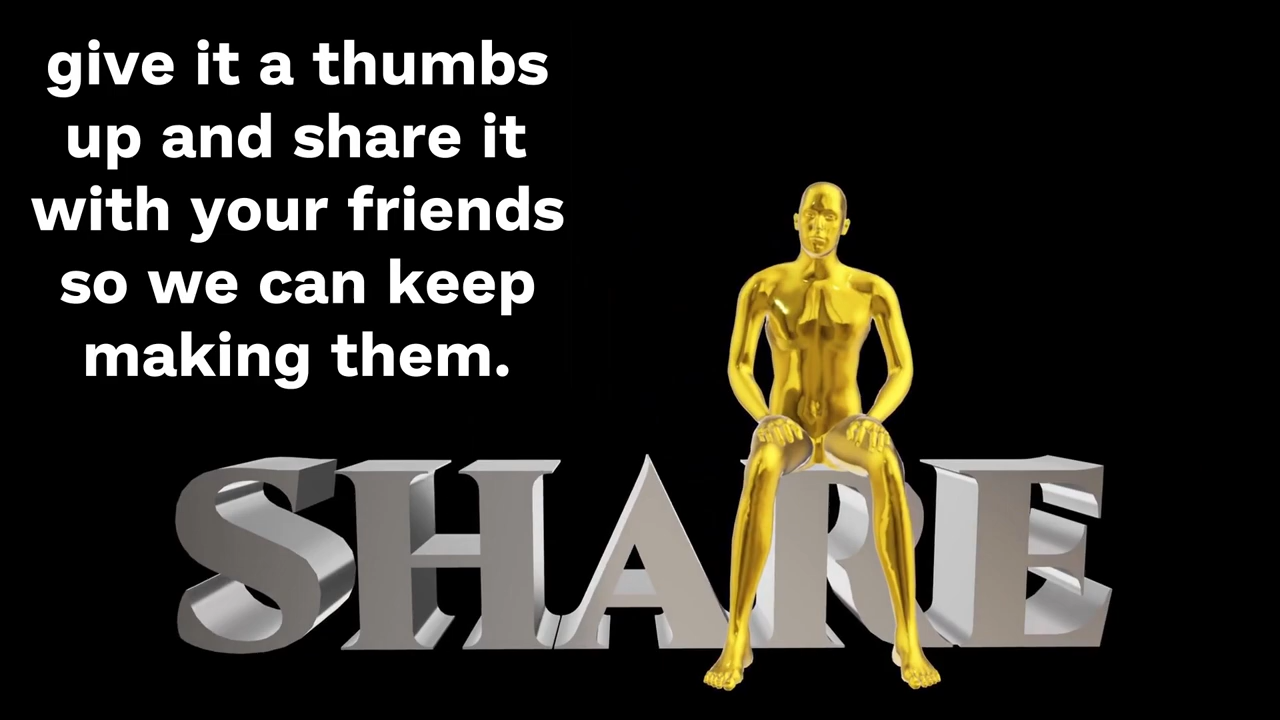 give it a thumbs
up and share it
with your friends
so we can keep
making them.
SHARE